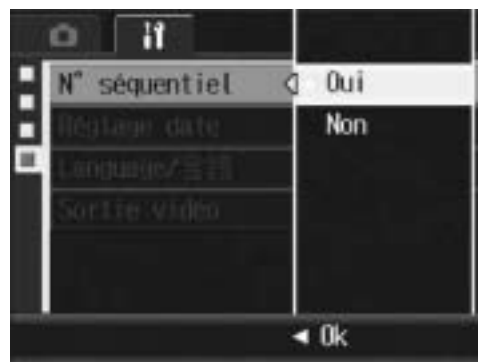 N° séquentiel
Oui
Réglage date
Non
Language/言語
Sortie vidéo
◄ Ok